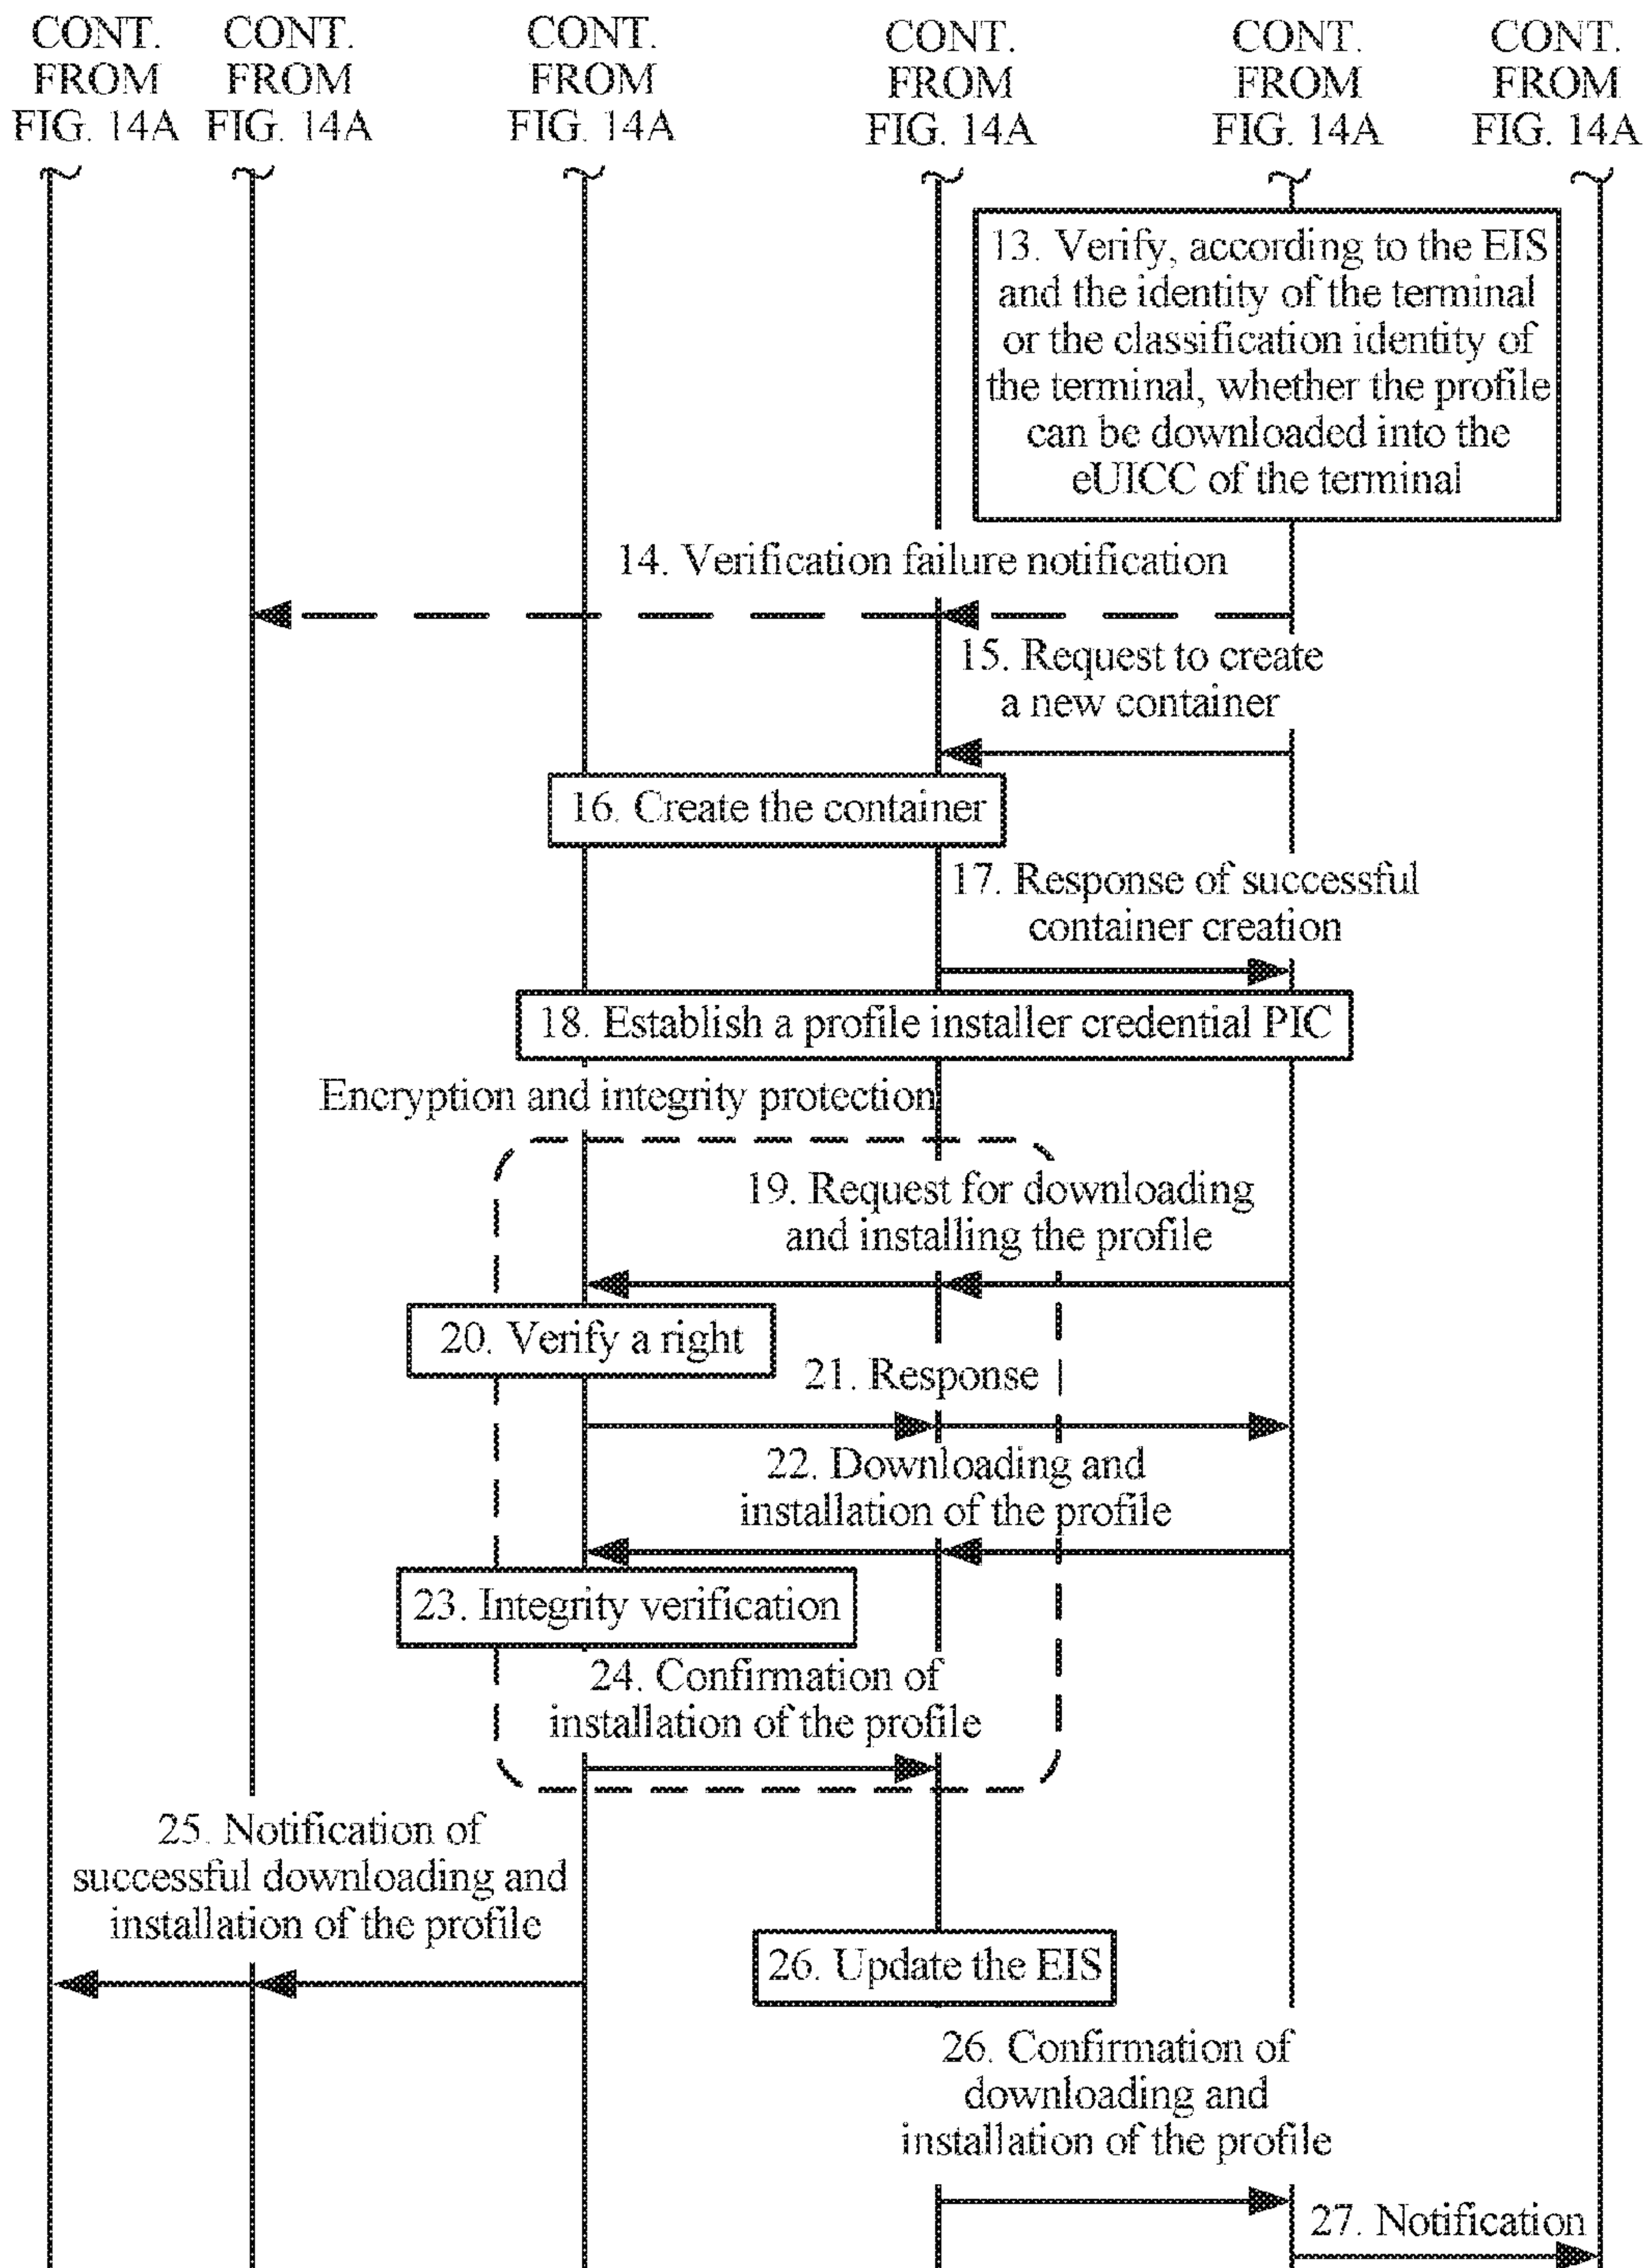 CONT.
FROM
FIG. 14A
CONT.
FROM
FIG. 14A
CONT.
FROM
FIG. 14A
CONT.
FROM
FIG. 14A
CONT.
FROM
FIG. 14A
CONT.
FROM
FIG. 14A
13. Verify, according to the EIS
and the identity of the terminal
or the classification identity of
the terminal, whether the profile
can be downloaded into the
eUICC of the terminal
14. Verification failure notification
15. Request to create
a new container
16. Create the container
17. Response of successful
container creation
18. Establish a profile installer credential PIC
Encryption and integrity protection
19. Request for downloading
and installing the profile
20. Verify a right
21. Response
22. Downloading and
installation of the profile
23. Integrity verification
24. Confirmation of
installation of the profile
25. Notification of
successful downloading and
installation of the profile
26. Update the EIS
26. Confirmation of
downloading and
installation of the profile
27. Notification